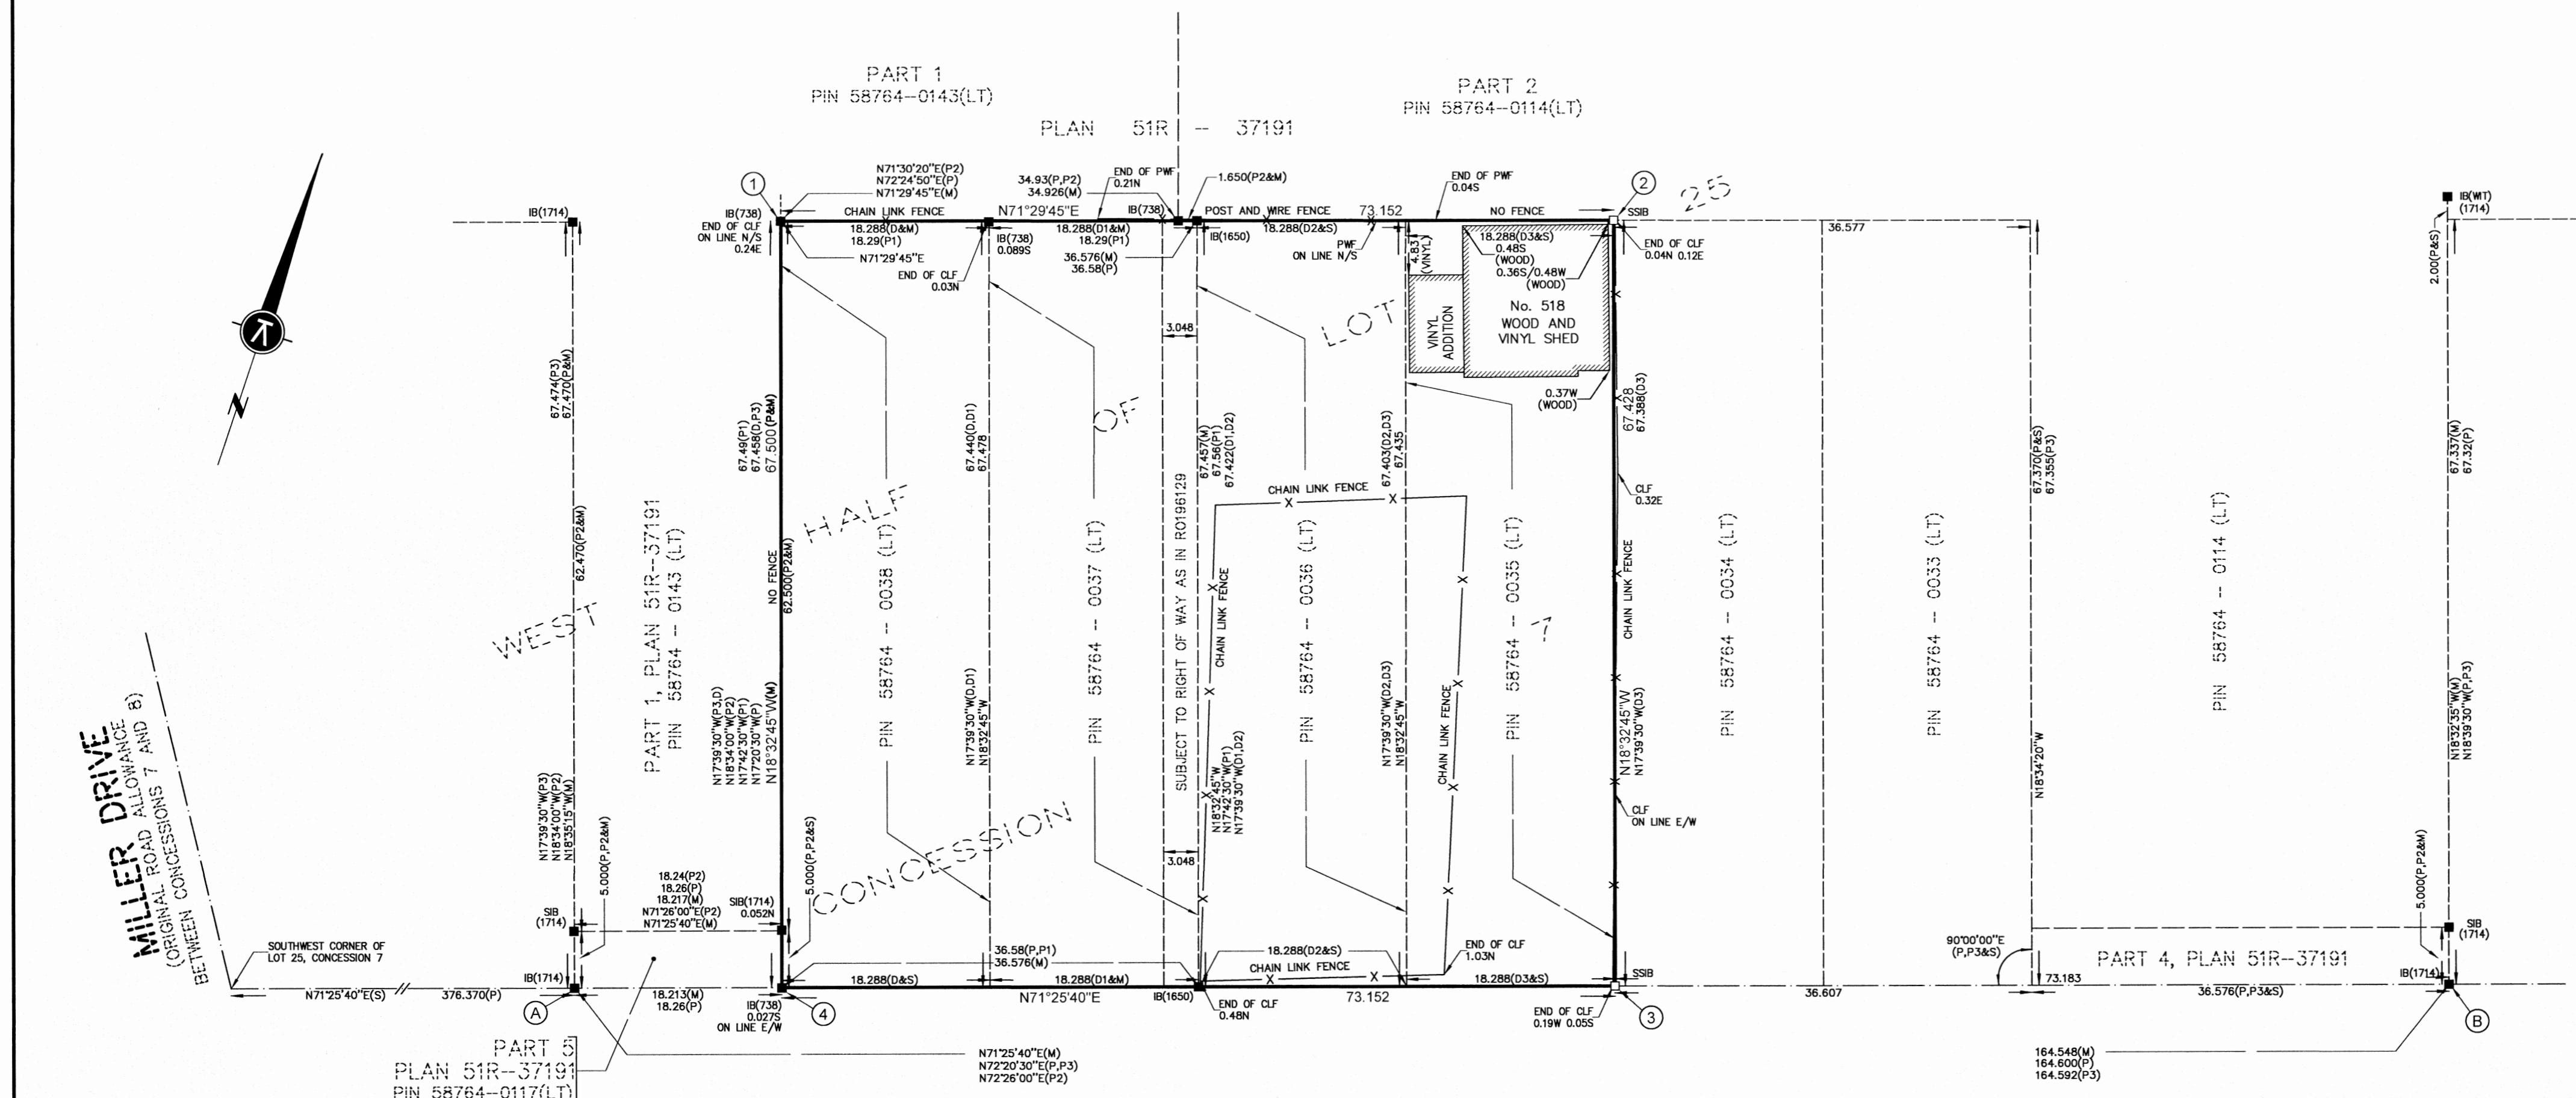 PART 1
PIN 58764--0143(LT)
PART 2
PIN 58764--0114(LT)
PLAN 51R -- 37191
25
LOT
OF
HALF
WEST
7
CONCESSION
IB(WIT)
(1714)
2.00(P&S)
IB(1714)
1
N71°30'20"E(P2)
N72°24'50"E(P)
N71°29'45"E(M)
34.93(P,P2)
34.926(M)
END OF PWF
0.21N
1.650(P2&M)
END OF PWF
0.04S
2
SSIB
IB(738)
END OF CLF
ON LINE N/S
0.24E
CHAIN LINK FENCE
N71°29'45"E
IB(738)
POST AND WIRE FENCE
73.152
NO FENCE
18.288(D&M)
18.29(P1)
N71°29'45"E
IB(738)
0.089S
END OF CLF
0.03N
18.288(D1&M)
18.29(P1)
36.576(M)
36.58(P)
IB(1650)
18.288(D2&S)
PWF
ON LINE N/S
4.83
(VINYL)
18.288(D3&S)
0.48S
(WOOD)
0.36S/0.48W
(WOOD)
END OF CLF
0.04N 0.12E
36.577
No. 518
WOOD AND
VINYL SHED
VINYL
ADDITION
0.37W
(WOOD)
3.048
67.474(P3)
67.470(P&M)
62.470(P2&M)
67.49(P1)
67.458(D,P3)
67.500(P&M)
NO FENCE
62.500(P2&M)
67.440(D,D1)
67.478
67.457(M)
67.56(P1)
67.422(D1,D2)
67.403(D2,D3)
67.435
67.428
67.388(D3)
CLF
0.32E
67.370(P&S)
67.355(P3)
67.337(M)
67.32(P)
CHAIN LINK FENCE
CHAIN LINK FENCE
CHAIN LINK FENCE
CHAIN LINK FENCE
PART 1, PLAN 51R--37191
PIN 58764 -- 0143 (LT)
PIN 58764 -- 0038 (LT)
PIN 58764 -- 0037 (LT)
SUBJECT TO RIGHT OF WAY AS IN RO196129
PIN 58764 -- 0036 (LT)
PIN 58764 -- 0035 (LT)
PIN 58764 -- 0034 (LT)
PIN 58764 -- 0033 (LT)
PIN 58764 -- 0114 (LT)
N17°39'30"W(P3)
N18°34'00"W(P2)
N18°35'15"W(M)
N17°39'30"W(P3,D)
N18°34'00"W(P2)
N17°42'30"W(P1)
N17°20'30"W(P)
N18°32'45"W(M)
N17°39'30"W(D,D1)
N18°32'45"W
N18°32'45"W
N17°42'30"W(P1)
N17°39'30"W(D1,D2)
N17°39'30"W(D2,D3)
N18°32'45"W
N18°32'45"W
N17°39'30"W(D3)
CLF
ON LINE E/W
N18°34'20"W
N18°32'35"W(M)
N18°39'30"W(P,P3)
MILLER DRIVE
(ORIGINAL ROAD ALLOWANCE
BETWEEN CONCESSIONS 7 AND 8)
3.048
5.000(P,P2&M)
5.000(P,P2&S)
5.000(P,P2&M)
SIB
(1714)
18.24(P2)
18.26(P)
18.217(M)
N71°26'00"E(P2)
N71°25'40"E(M)
SIB(1714)
0.052N
SIB
(1714)
SOUTHWEST CORNER OF
LOT 25, CONCESSION 7
N71°25'40"E(S)
376.370(P)
IB(1714)
A
18.213(M)
18.26(P)
IB(738)
0.027S
ON LINE E/W
4
18.288(D&S)
36.58(P,P1)
36.576(M)
18.288(D1&M)
N71°25'40"E
IB(1650)
18.288(D2&S)
CHAIN LINK FENCE
END OF CLF
0.48N
73.152
END OF CLF
1.03N
18.288(D3&S)
SSIB
END OF CLF
0.19W 0.05S
3
36.607
90°00'00"E
(P,P3&S)
73.183
PART 4, PLAN 51R--37191
36.576(P,P3&S)
IB(1714)
B
PART 5
PLAN 51R--37191
PIN 58764--0117(LT)
N71°25'40"E(M)
N72°20'30"E(P,P3)
N72°26'00"E(P2)
164.548(M)
164.600(P)
164.592(P3)